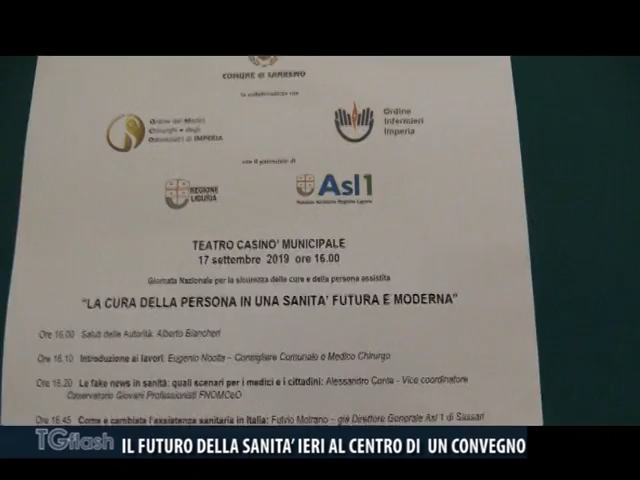 COMUNE di SANREMO
in collaborazione con
Ordine dei Medici
Chirurghi e degli
Odontoiatri di IMPERIA
Ordine
Infermieri
Imperia
con il patrocinio di
REGIONE
LIGURIA
Asl1
Sistema Sanitario Regione Liguria
TEATRO CASINO' MUNICIPALE
17 settembre 2019 ore 16.00
Giornata Nazionale per la sicurezza delle cure e della persona assistita
"LA CURA DELLA PERSONA IN UNA SANITA' FUTURA E MODERNA"
Ore 16.00 Saluti delle Autorità: Alberto Biancheri
Ore 16.10 Introduzione ai lavori: Eugenio Nocita – Consigliere Comunale e Medico Chirurgo
Ore 16.20 Le fake news in sanità: quali scenari per i medici e i cittadini: Alessandro Conte - Vice coordinatore
Osservatorio Giovani Professionisti FNOMCeO
Ore 16.45 Come è cambiata l'assistenza sanitaria in Italia: Fulvio Moirano – già Direttore Generale Asl 1 di Sassari
TGflash IL FUTURO DELLA SANITA' IERI AL CENTRO DI UN CONVEGNO